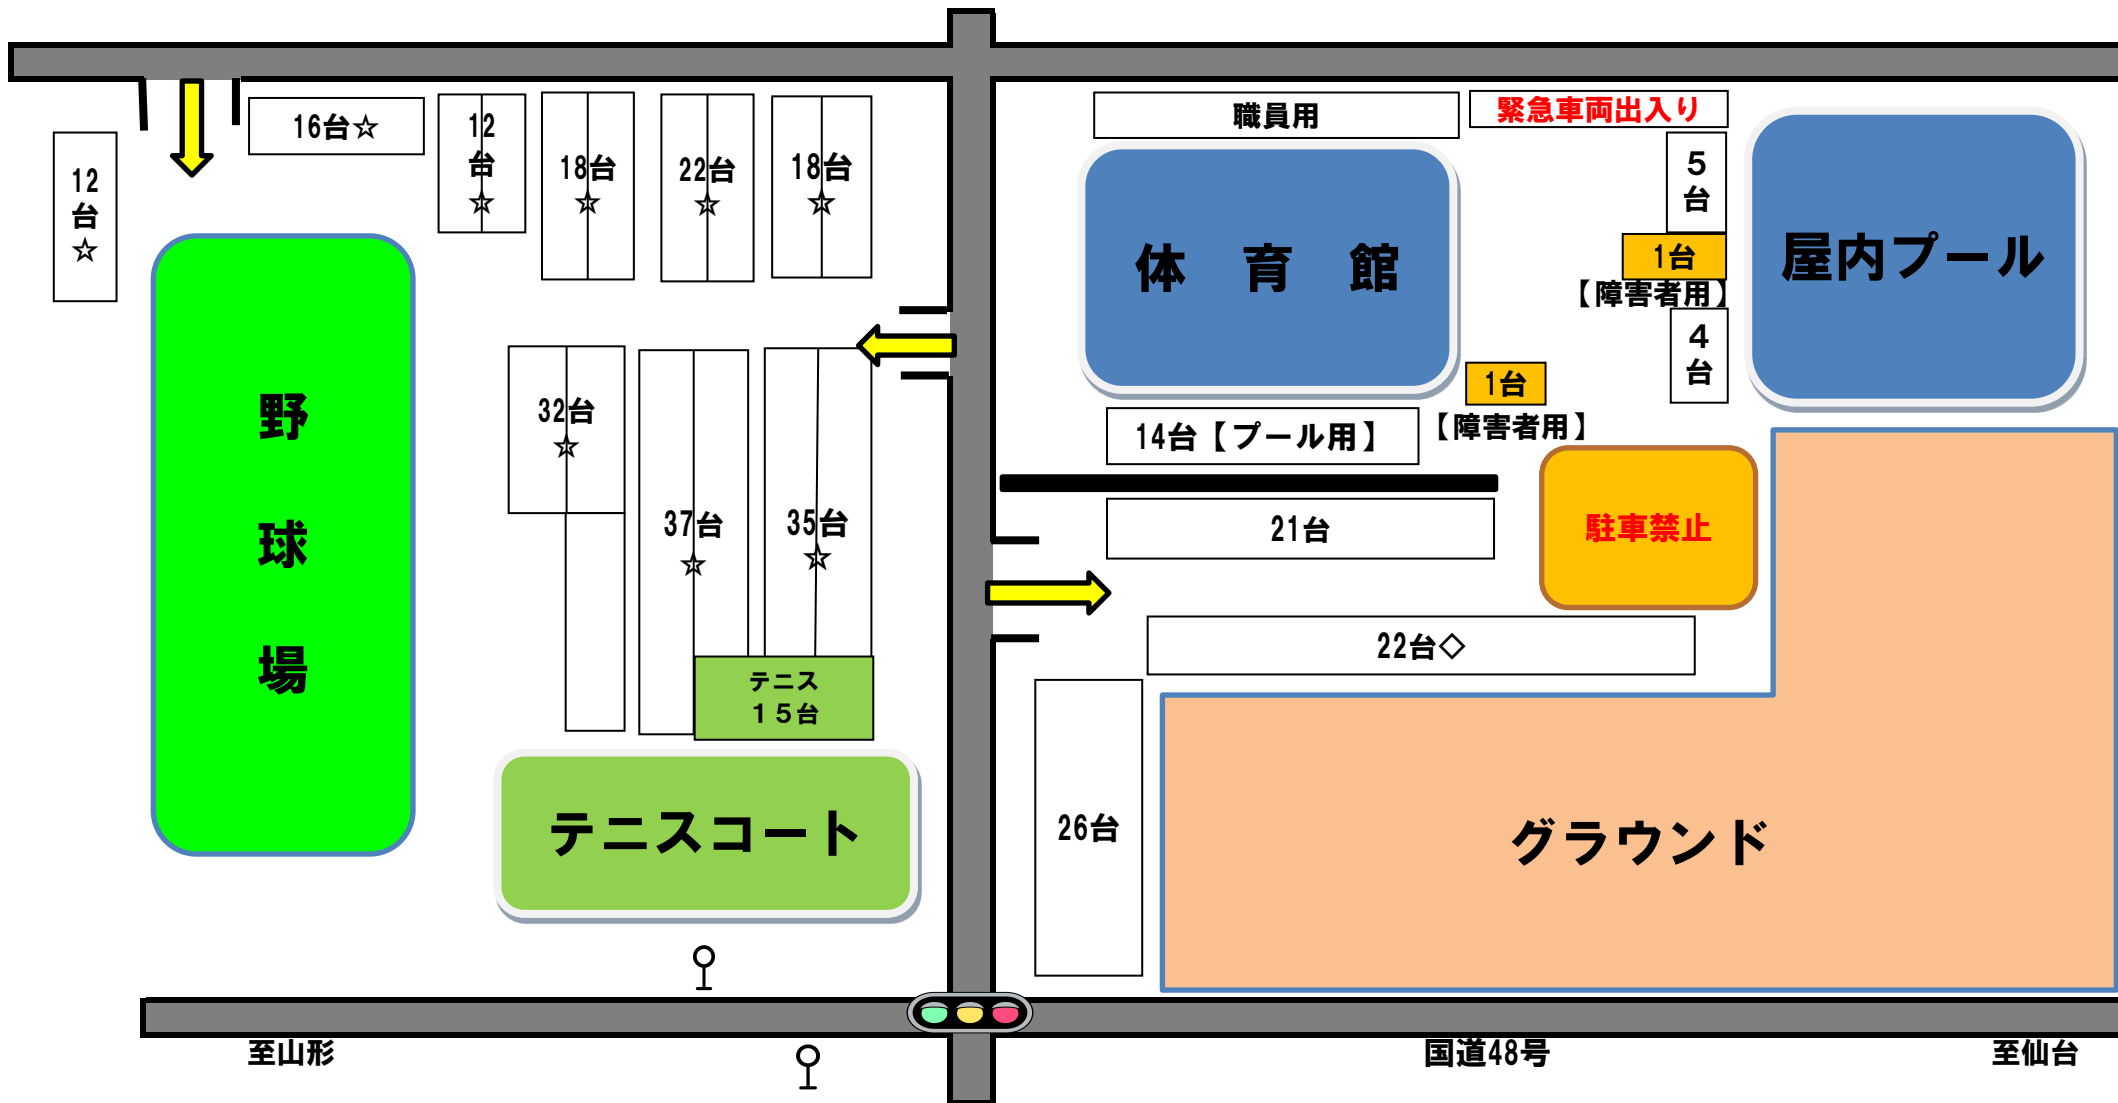 16台☆
12
台
☆
12
台
☆
18台
☆
22台
☆
18台
☆
職員用
緊急車両出入り
5
台
1台
【障害者用】
4
台
体 育 館
屋内プール
1台
【障害者用】
14台【プール用】
野
球
場
32台
☆
37台
☆
35台
☆
21台
駐車禁止
22台◇
テニス
15台
テニスコート
26台
グラウンド
至山形
国道48号
至仙台